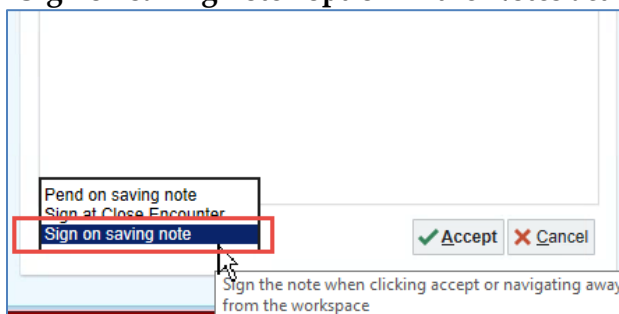 Pend on saving note
Sign at Close Encounter
Sign on saving note
Accept Cancel
Sign the note when clicking accept or navigating away
from the workspace